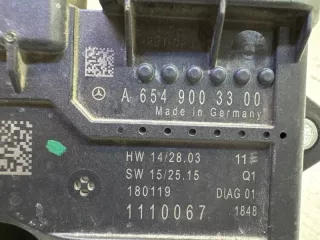 A 654 900 33 00
Made in Germany
HW 14/28.03
SW 15/25.15 Q1
180119 DIAG 01
1110067 1848